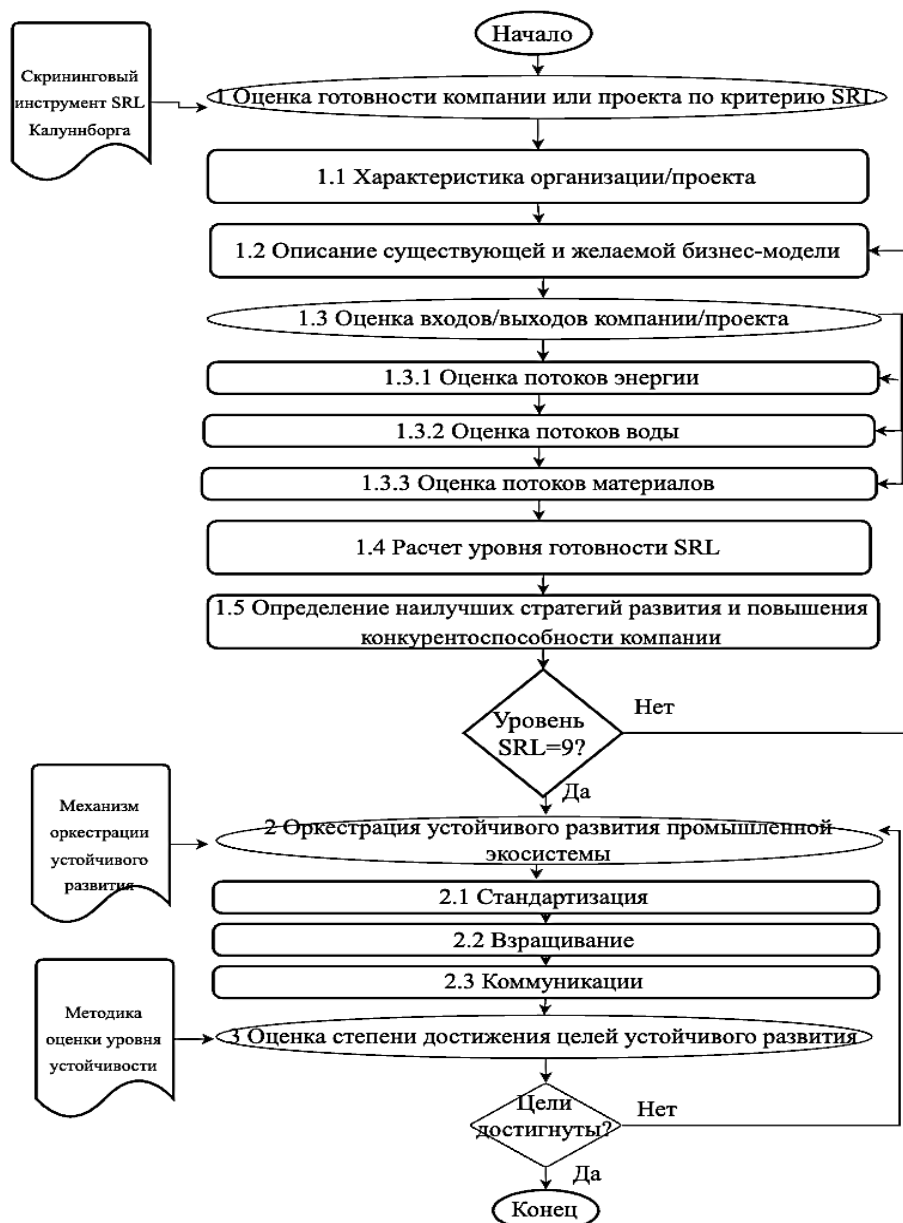 Начало
Скрининговый
инструмент SRL
Калуннборга
1 Оценка готовности компании или проекта по критерию SRL
1.1 Характеристика организации/проекта
1.2 Описание существующей и желаемой бизнес-модели
1.3 Оценка входов/выходов компании/проекта
1.3.1 Оценка потоков энергии
1.3.2 Оценка потоков воды
1.3.3 Оценка потоков материалов
1.4 Расчет уровня готовности SRL
1.5 Определение наилучших стратегий развития и повышения
конкурентоспособности компании
Уровень
SRL=9?
Нет
Да
Механизм
оркестрации
устойчивого
развития
2 Оркестрация устойчивого развития промышленной
экосистемы
2.1 Стандартизация
2.2 Взращивание
2.3 Коммуникации
Методика
оценки уровня
устойчивости
3 Оценка степени достижения целей устойчивого развития
Цели
достигнуты?
Нет
Да
Конец